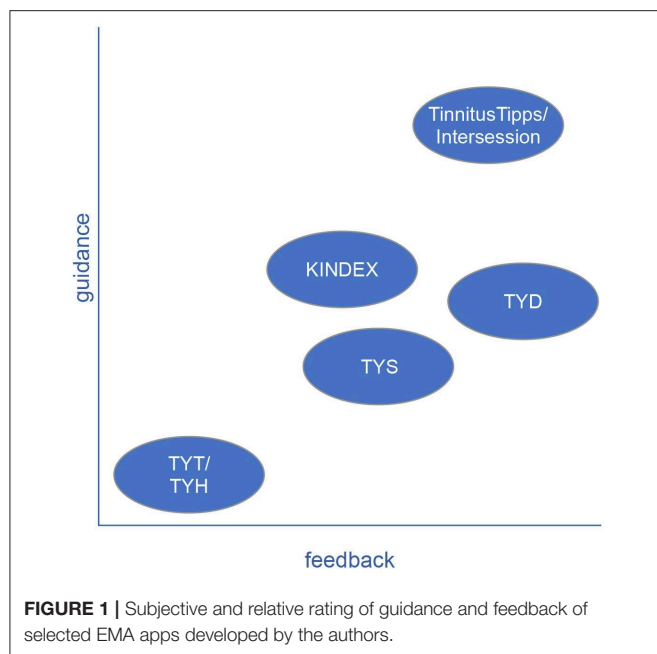 TinnitusTipps/
Intersession
guidance
KINDEX
TYD
TYS
TYT/
TYH
feedback
FIGURE 1 | Subjective and relative rating of guidance and feedback of
selected EMA apps developed by the authors.